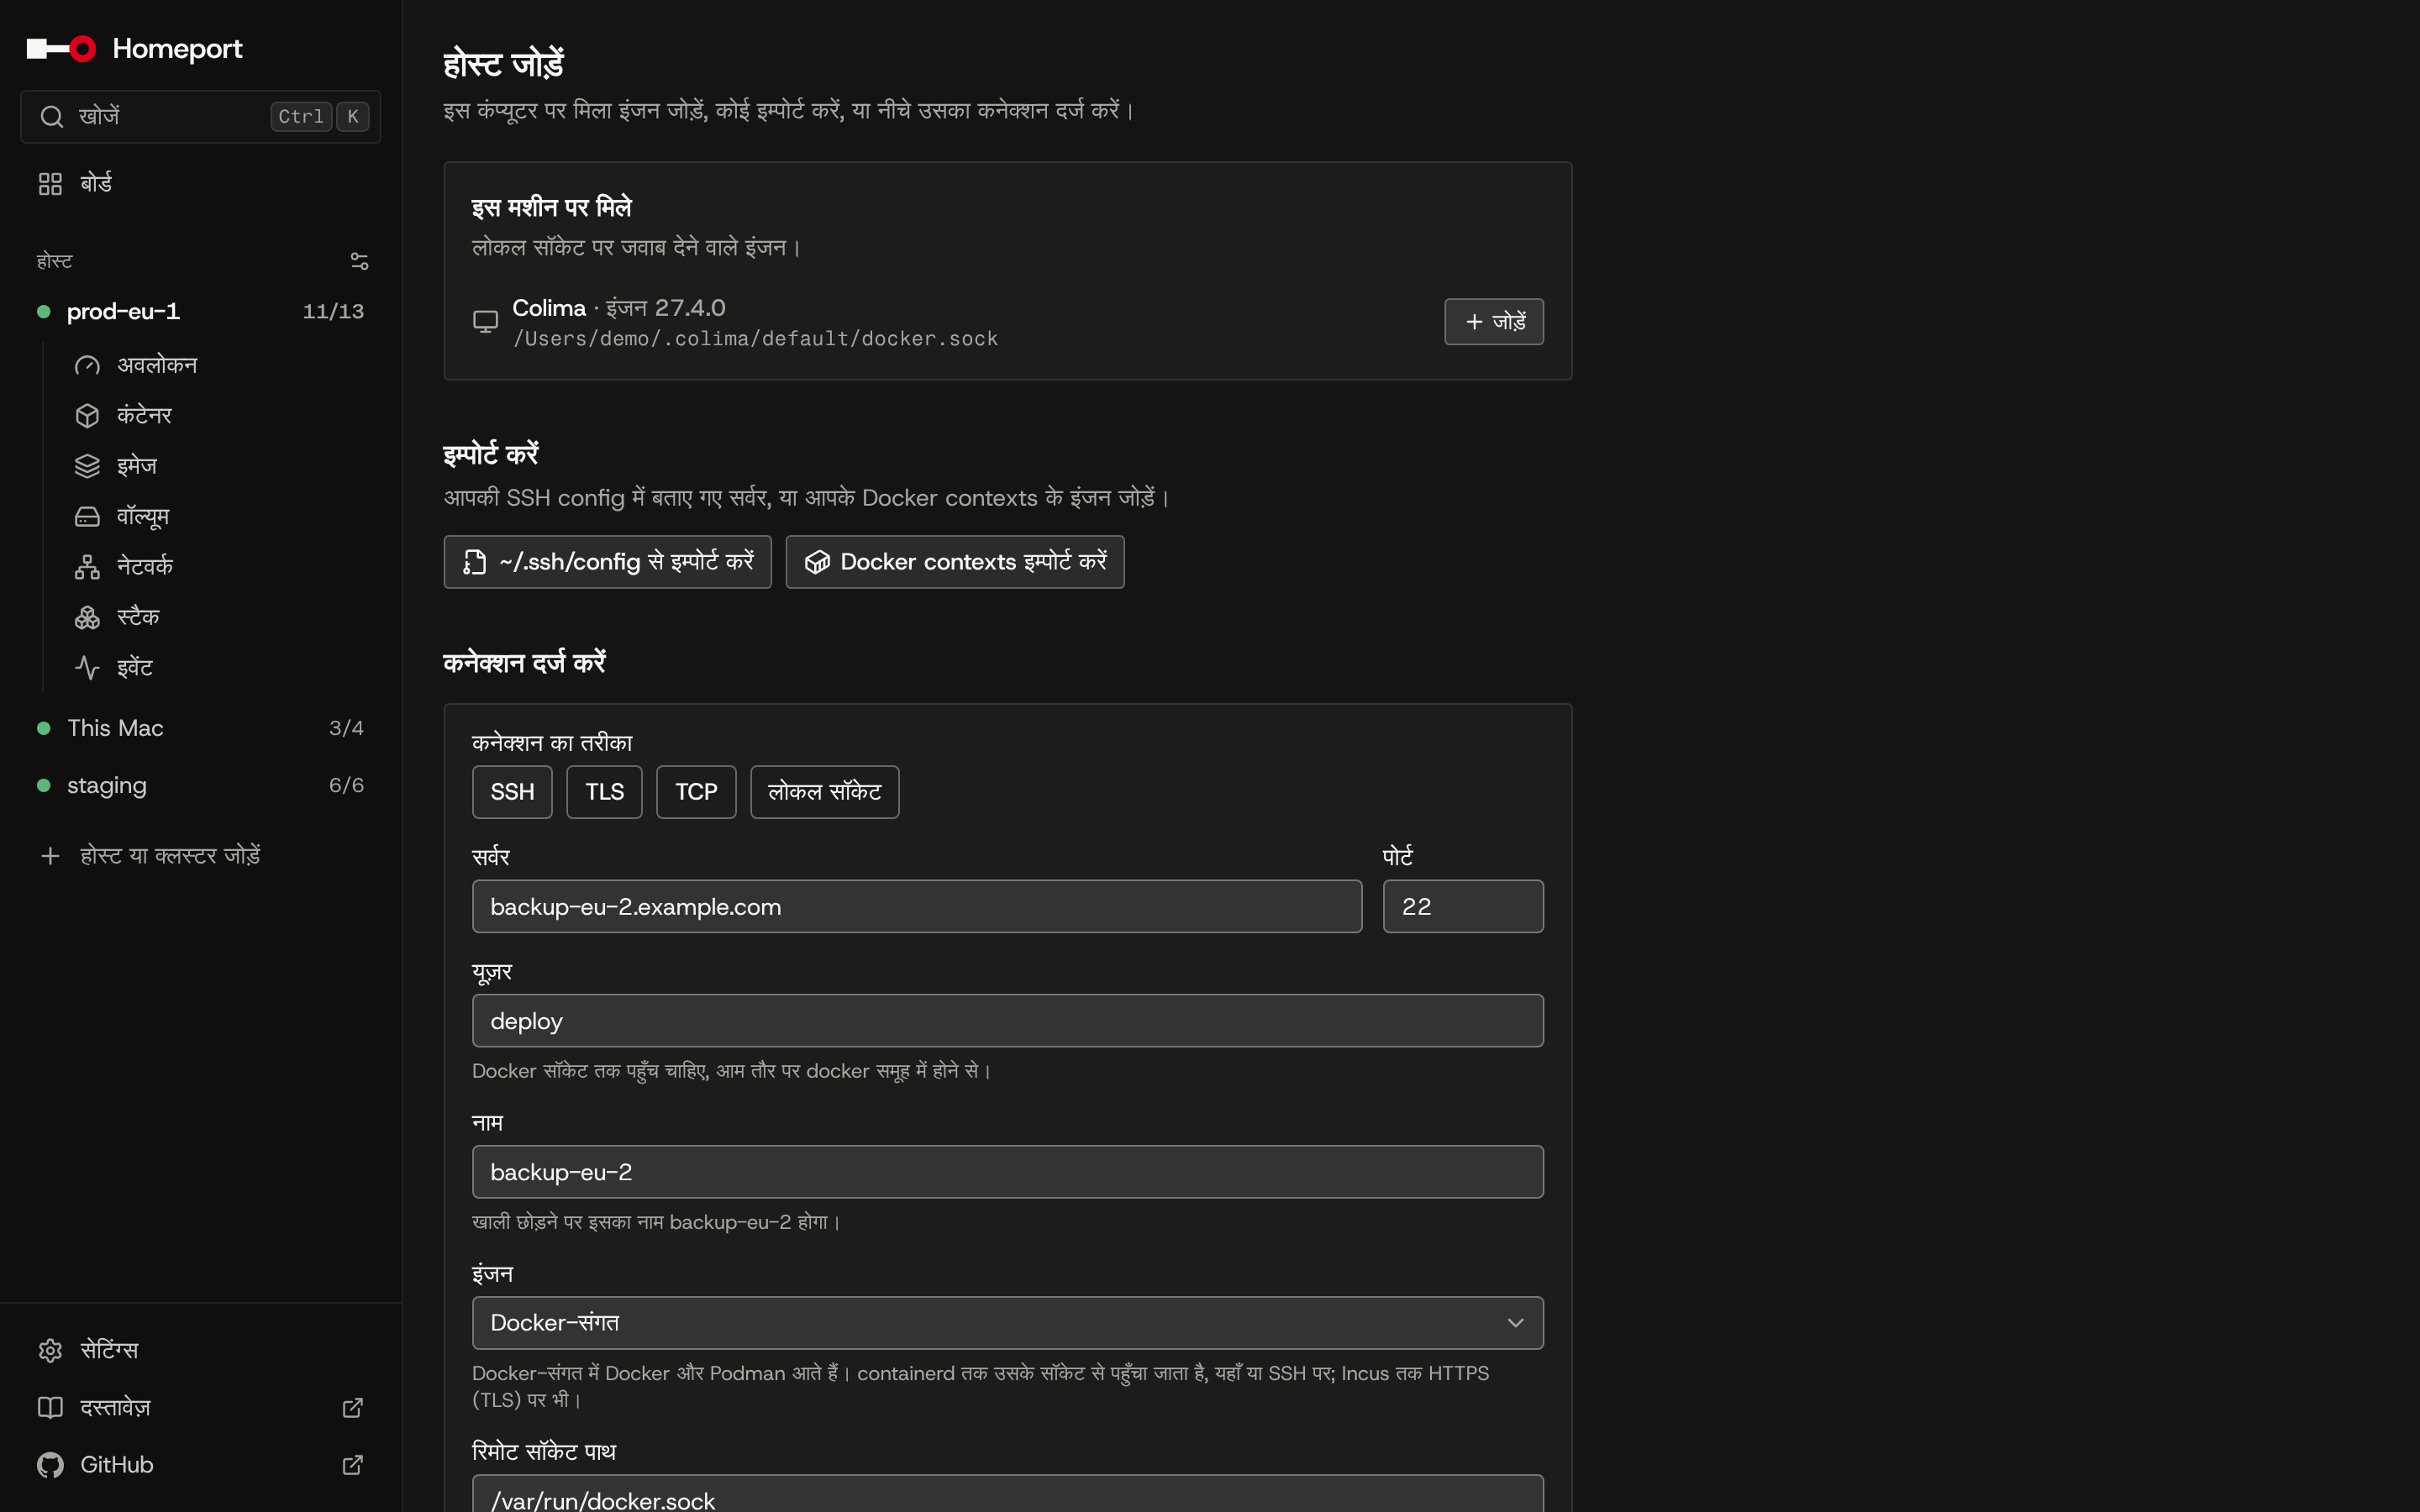 Homeport
खोजें Ctrl K
बोर्ड
होस्ट
prod-eu-1 11/13
अवलोकन
कंटेनर
इमेज
वॉल्यूम
नेटवर्क
स्टैक
इवेंट
This Mac 3/4
staging 6/6
होस्ट या क्लस्टर जोड़ें
सेटिंग्स
दस्तावेज़
GitHub
होस्ट जोड़ें
इस कंप्यूटर पर मिला इंजन जोड़ें, कोई इम्पोर्ट करें, या नीचे उसका कनेक्शन दर्ज करें।
इस मशीन पर मिले
लोकल सॉकेट पर जवाब देने वाले इंजन।
Colima · इंजन 27.4.0
/Users/demo/.colima/default/docker.sock
जोड़ें
इम्पोर्ट करें
आपकी SSH config में बताए गए सर्वर, या आपके Docker contexts के इंजन जोड़ें।
~/.ssh/config से इम्पोर्ट करें
Docker contexts इम्पोर्ट करें
कनेक्शन दर्ज करें
कनेक्शन का तरीका
SSH TLS TCP लोकल सॉकेट
सर्वर पोर्ट
backup-eu-2.example.com 22
यूज़र
deploy
Docker सॉकेट तक पहुँच चाहिए, आम तौर पर docker समूह में होने से।
नाम
backup-eu-2
खाली छोड़ने पर इसका नाम backup-eu-2 होगा।
इंजन
Docker-संगत
Docker-संगत में Docker और Podman आते हैं। containerd तक उसके सॉकेट से पहुँचा जाता है, यहाँ या SSH पर; Incus तक HTTPS
(TLS) पर भी।
रिमोट सॉकेट पाथ
/var/run/docker.sock